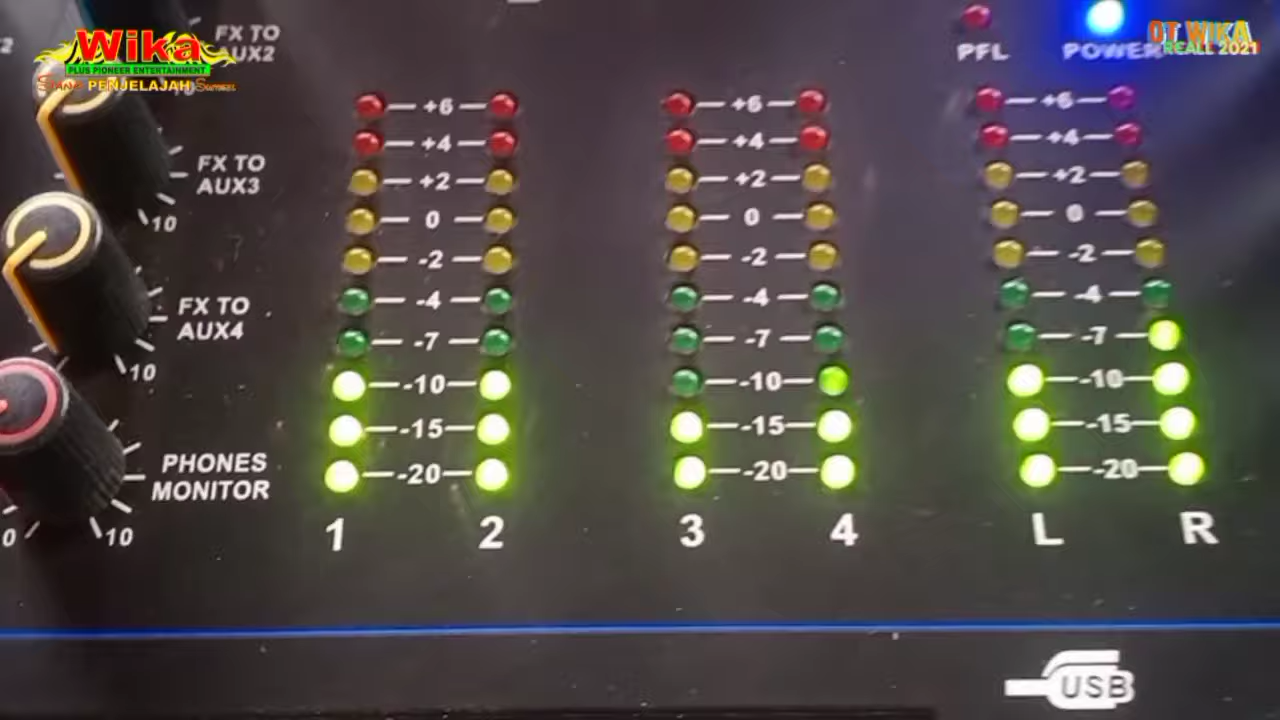 Wika
PLUS PIONEER ENTERTAINMENT
PENJELAJAH
OT WIKA
REALL 2021
FX TO
AUX2
PFL
POWER
FX TO
AUX3
10
FX TO
AUX4
10
PHONES
MONITOR
0
10
+6
+4
+2
0
-2
-4
-7
-10
-15
-20
1 2
+6
+4
+2
0
-2
-4
-7
-10
-15
-20
3 4
+6
+4
+2
0
-2
-4
-7
-10
-15
-20
L R
USB